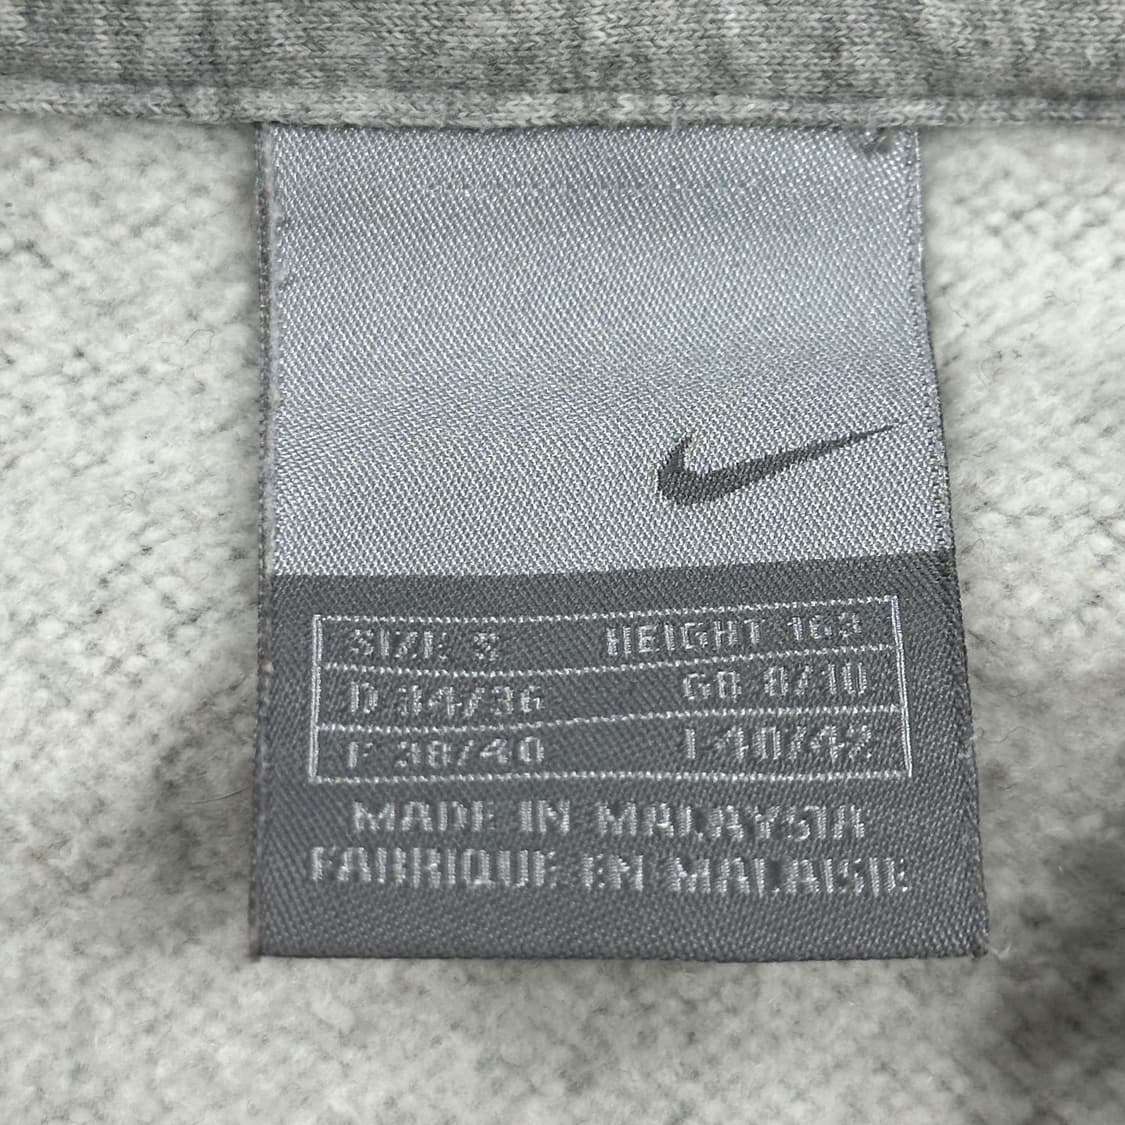 SIZE S HEIGHT 163
D 34/36 GB 8/10
F 38/40 I 40/42
MADE IN MALAYSIA
FABRIQUE EN MALAISIE